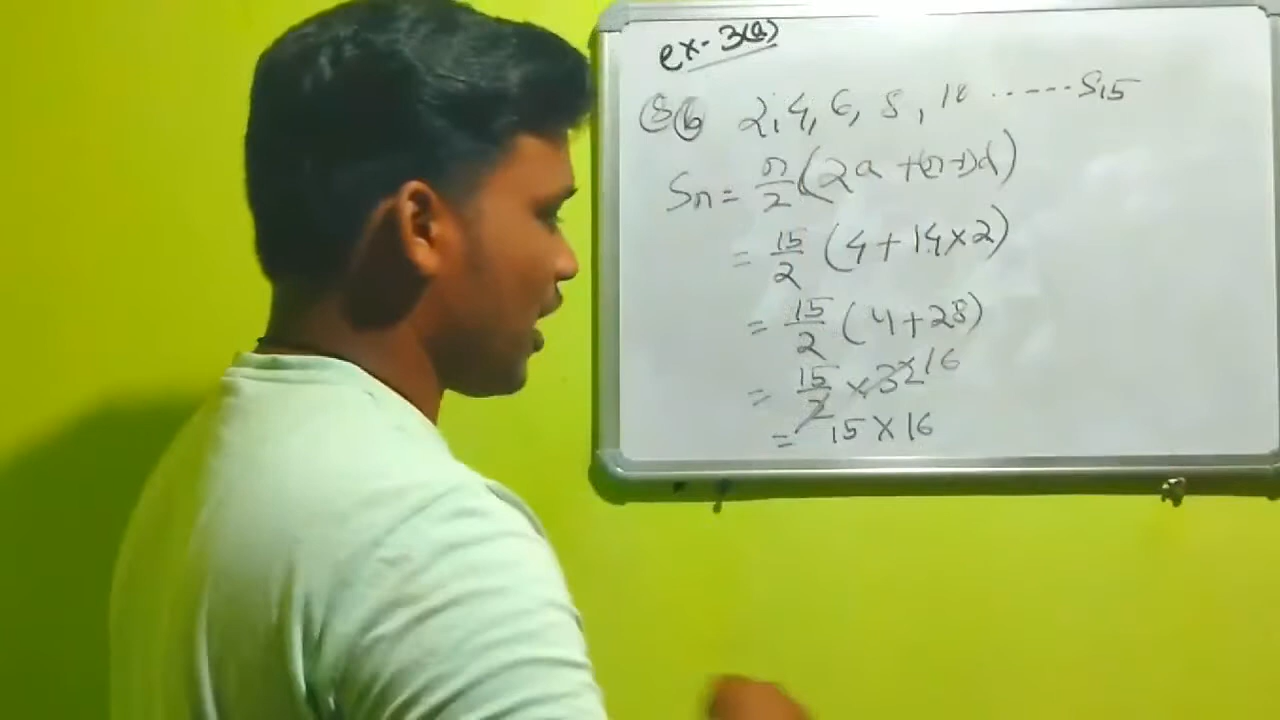 ex-3(a)
8 b 2, 4, 6, 8, 10 ...... S15
Sn = n/2 (2a + (n-1)d)
= 15/2 (4 + 14 × 2)
= 15/2 (4 + 28)
= 15/2 × 32 16
= 15 × 16